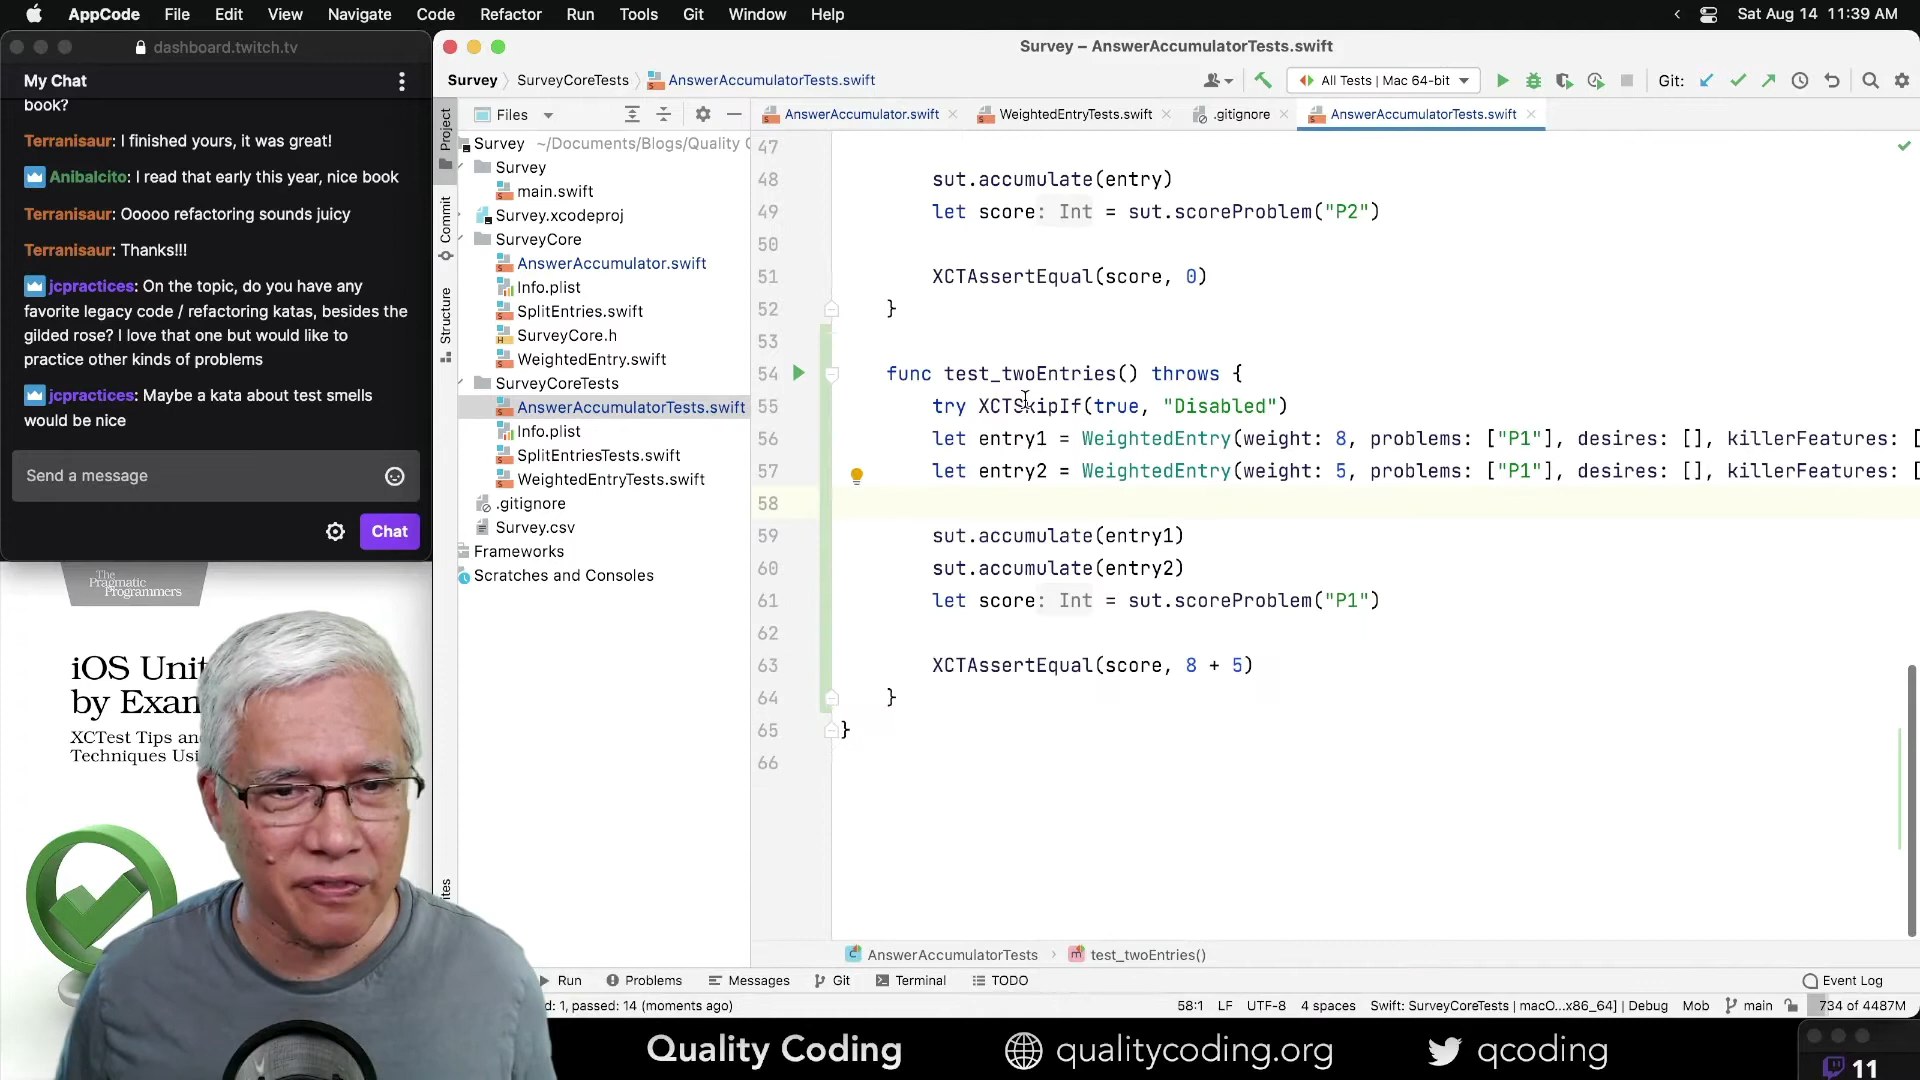 AppCode File Edit View Navigate Code Refactor Run Tools Git Window Help
Sat Aug 14 11:39 AM
dashboard.twitch.tv
My Chat
book?
Terranisaur: I finished yours, it was great!
Anibalcito: I read that early this year, nice book
Terranisaur: Ooooo refactoring sounds juicy
Terranisaur: Thanks!!!
jcpractices: On the topic, do you have any
favorite legacy code / refactoring katas, besides the
gilded rose? I love that one but would like to
practice other kinds of problems
jcpractices: Maybe a kata about test smells
would be nice
Send a message
Chat
The
Pragmatic
Programmers
iOS Unit
by Exam
XCTest Tips and
Techniques Usi
Survey – AnswerAccumulatorTests.swift
Survey SurveyCoreTests AnswerAccumulatorTests.swift
All Tests | Mac 64-bit
Git:
Project
Commit
Structure
Files
Survey ~/Documents/Blogs/Quality C
Survey
main.swift
Survey.xcodeproj
SurveyCore
AnswerAccumulator.swift
Info.plist
SplitEntries.swift
SurveyCore.h
WeightedEntry.swift
SurveyCoreTests
AnswerAccumulatorTests.swift
Info.plist
SplitEntriesTests.swift
WeightedEntryTests.swift
.gitignore
Survey.csv
Frameworks
Scratches and Consoles
AnswerAccumulator.swift WeightedEntryTests.swift .gitignore AnswerAccumulatorTests.swift
47
48 sut.accumulate(entry)
49 let score: Int = sut.scoreProblem("P2")
50
51 XCTAssertEqual(score, 0)
52 }
53
54 func test_twoEntries() throws {
55 try XCTSkipIf(true, "Disabled")
56 let entry1 = WeightedEntry(weight: 8, problems: ["P1"], desires: [], killerFeatures: [
57 let entry2 = WeightedEntry(weight: 5, problems: ["P1"], desires: [], killerFeatures: [
58
59 sut.accumulate(entry1)
60 sut.accumulate(entry2)
61 let score: Int = sut.scoreProblem("P1")
62
63 XCTAssertEqual(score, 8 + 5)
64 }
65 }
66
AnswerAccumulatorTests test_twoEntries()
Run Problems Messages Git Terminal TODO
Event Log
d: 1, passed: 14 (moments ago)
58:1 LF UTF-8 4 spaces Swift: SurveyCoreTests | macO...x86_64] | Debug Mob main 734 of 4487M
Quality Coding
qualitycoding.org
qcoding
11